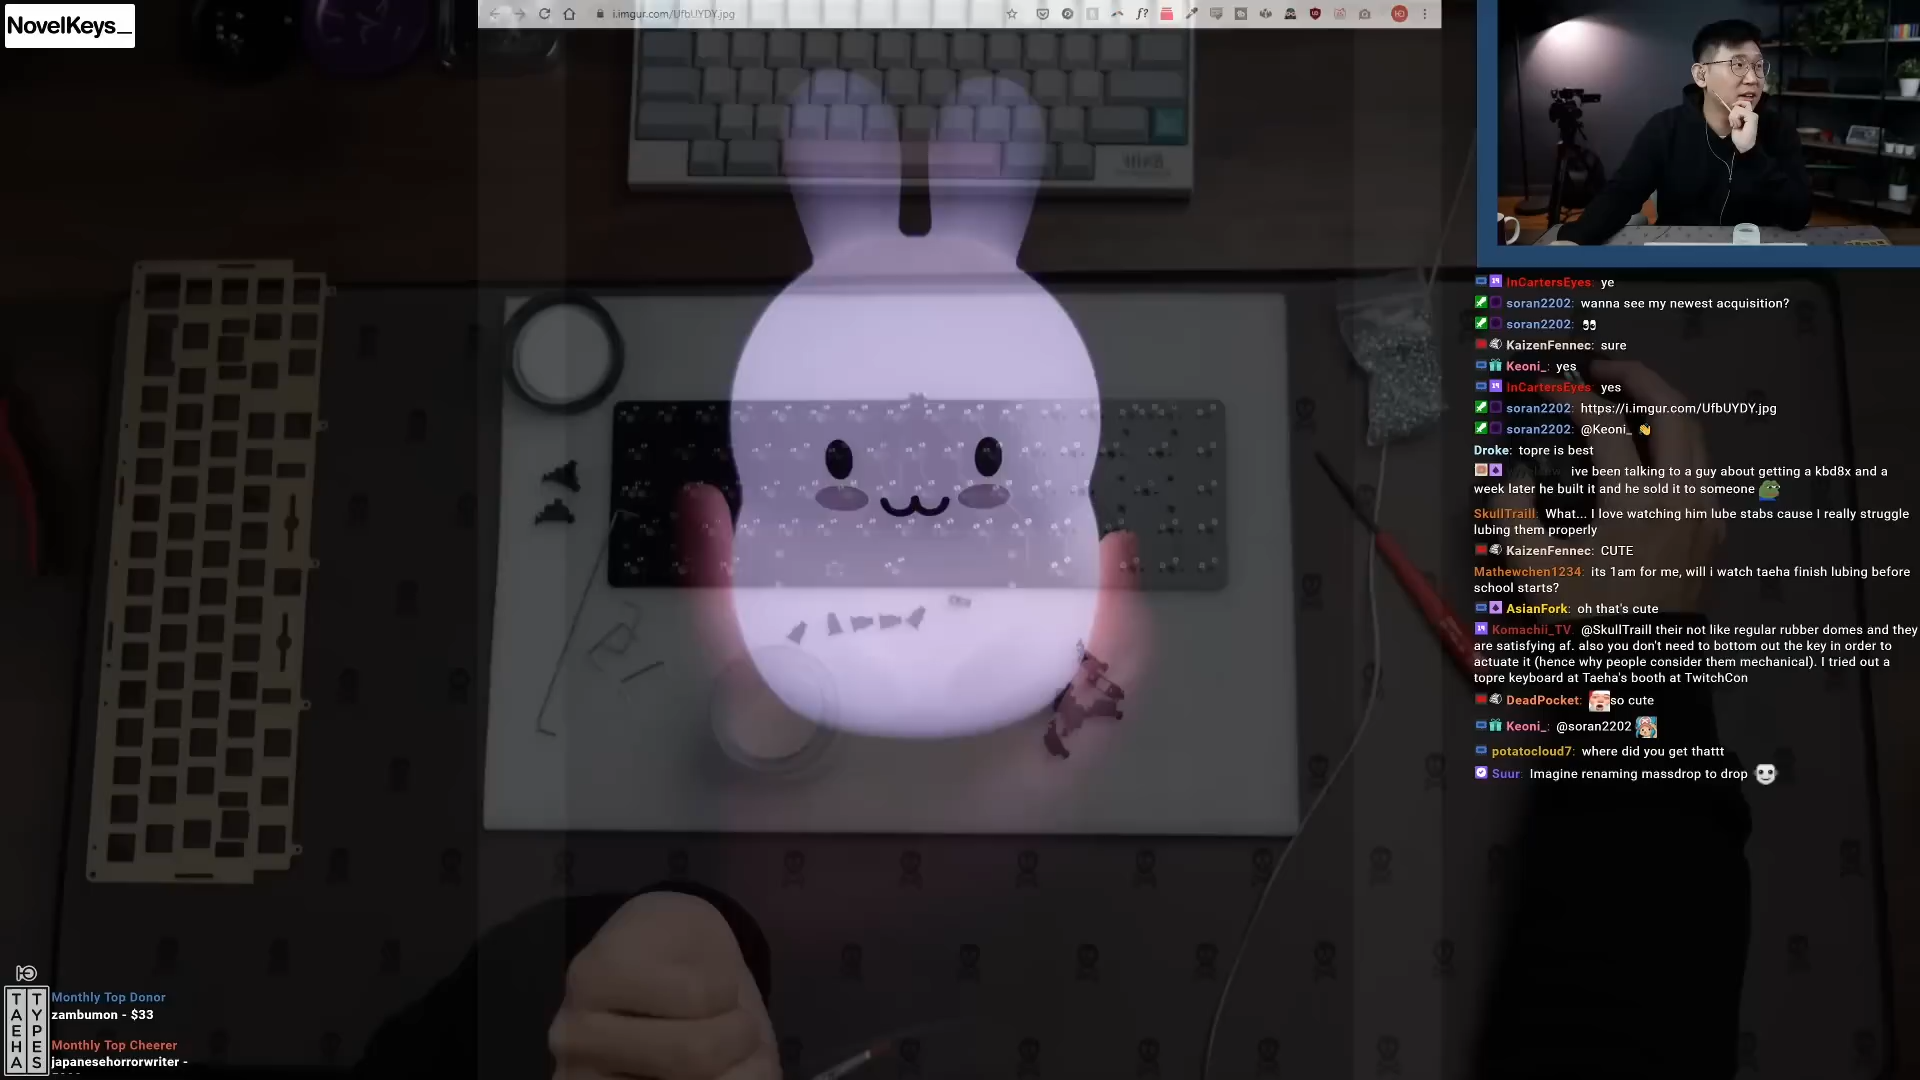 NovelKeys_
i.imgur.com/UfbUYDY.jpg
InCartersEyes: ye
soran2202: wanna see my newest acquisition?
soran2202:
KaizenFennec: sure
Keoni_: yes
InCartersEyes: yes
soran2202: https://i.imgur.com/UfbUYDY.jpg
soran2202: @Keoni_
Droke: topre is best
ive been talking to a guy about getting a kbd8x and a
week later he built it and he sold it to someone
SkullTraill: What... I love watching him lube stabs cause I really struggle
lubing them properly
KaizenFennec: CUTE
Mathewchen1234: its 1am for me, will i watch taeha finish lubing before
school starts?
AsianFork: oh that's cute
Komachii_TV: @SkullTraill their not like regular rubber domes and they
are satisfying af. also you don't need to bottom out the key in order to
actuate it (hence why people consider them mechanical). I tried out a
topre keyboard at Taeha's booth at TwitchCon
DeadPocket: so cute
Keoni_: @soran2202
potatocloud7: where did you get thattt
Suur: Imagine renaming massdrop to drop
TAEHA
TYPES
Monthly Top Donor
zambumon - $33
Monthly Top Cheerer
japanesehorrorwriter -